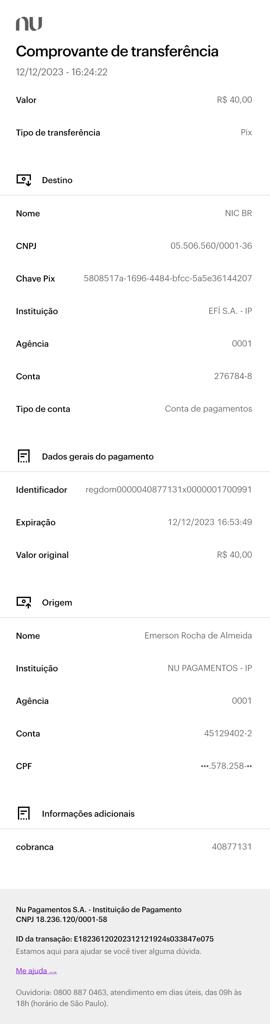 nu
Comprovante de transferência
12/12/2023 - 16:24:22
Valor R$ 40,00
Tipo de transferência Pix
Destino
Nome NIC BR
CNPJ 05.506.560/0001-36
Chave Pix 5808517a-1696-4484-bfcc-5a5e36144207
Instituição EFÍ S.A. - IP
Agência 0001
Conta 276784-8
Tipo de conta Conta de pagamentos
Dados gerais do pagamento
Identificador regdom0000040877131x0000001700991
Expiração 12/12/2023 16:53:49
Valor original R$ 40,00
Origem
Nome Emerson Rocha de Almeida
Instituição NU PAGAMENTOS - IP
Agência 0001
Conta 45129402-2
CPF •••.578.258-••
Informações adicionais
cobranca 40877131
Nu Pagamentos S.A. - Instituição de Pagamento
CNPJ 18.236.120/0001-58
ID da transação: E18236120202312121924s033847e075
Estamos aqui para ajudar se você tiver alguma dúvida.
Me ajuda →
Ouvidoria: 0800 887 0463, atendimento em dias úteis, das 09h às
18h (horário de São Paulo).